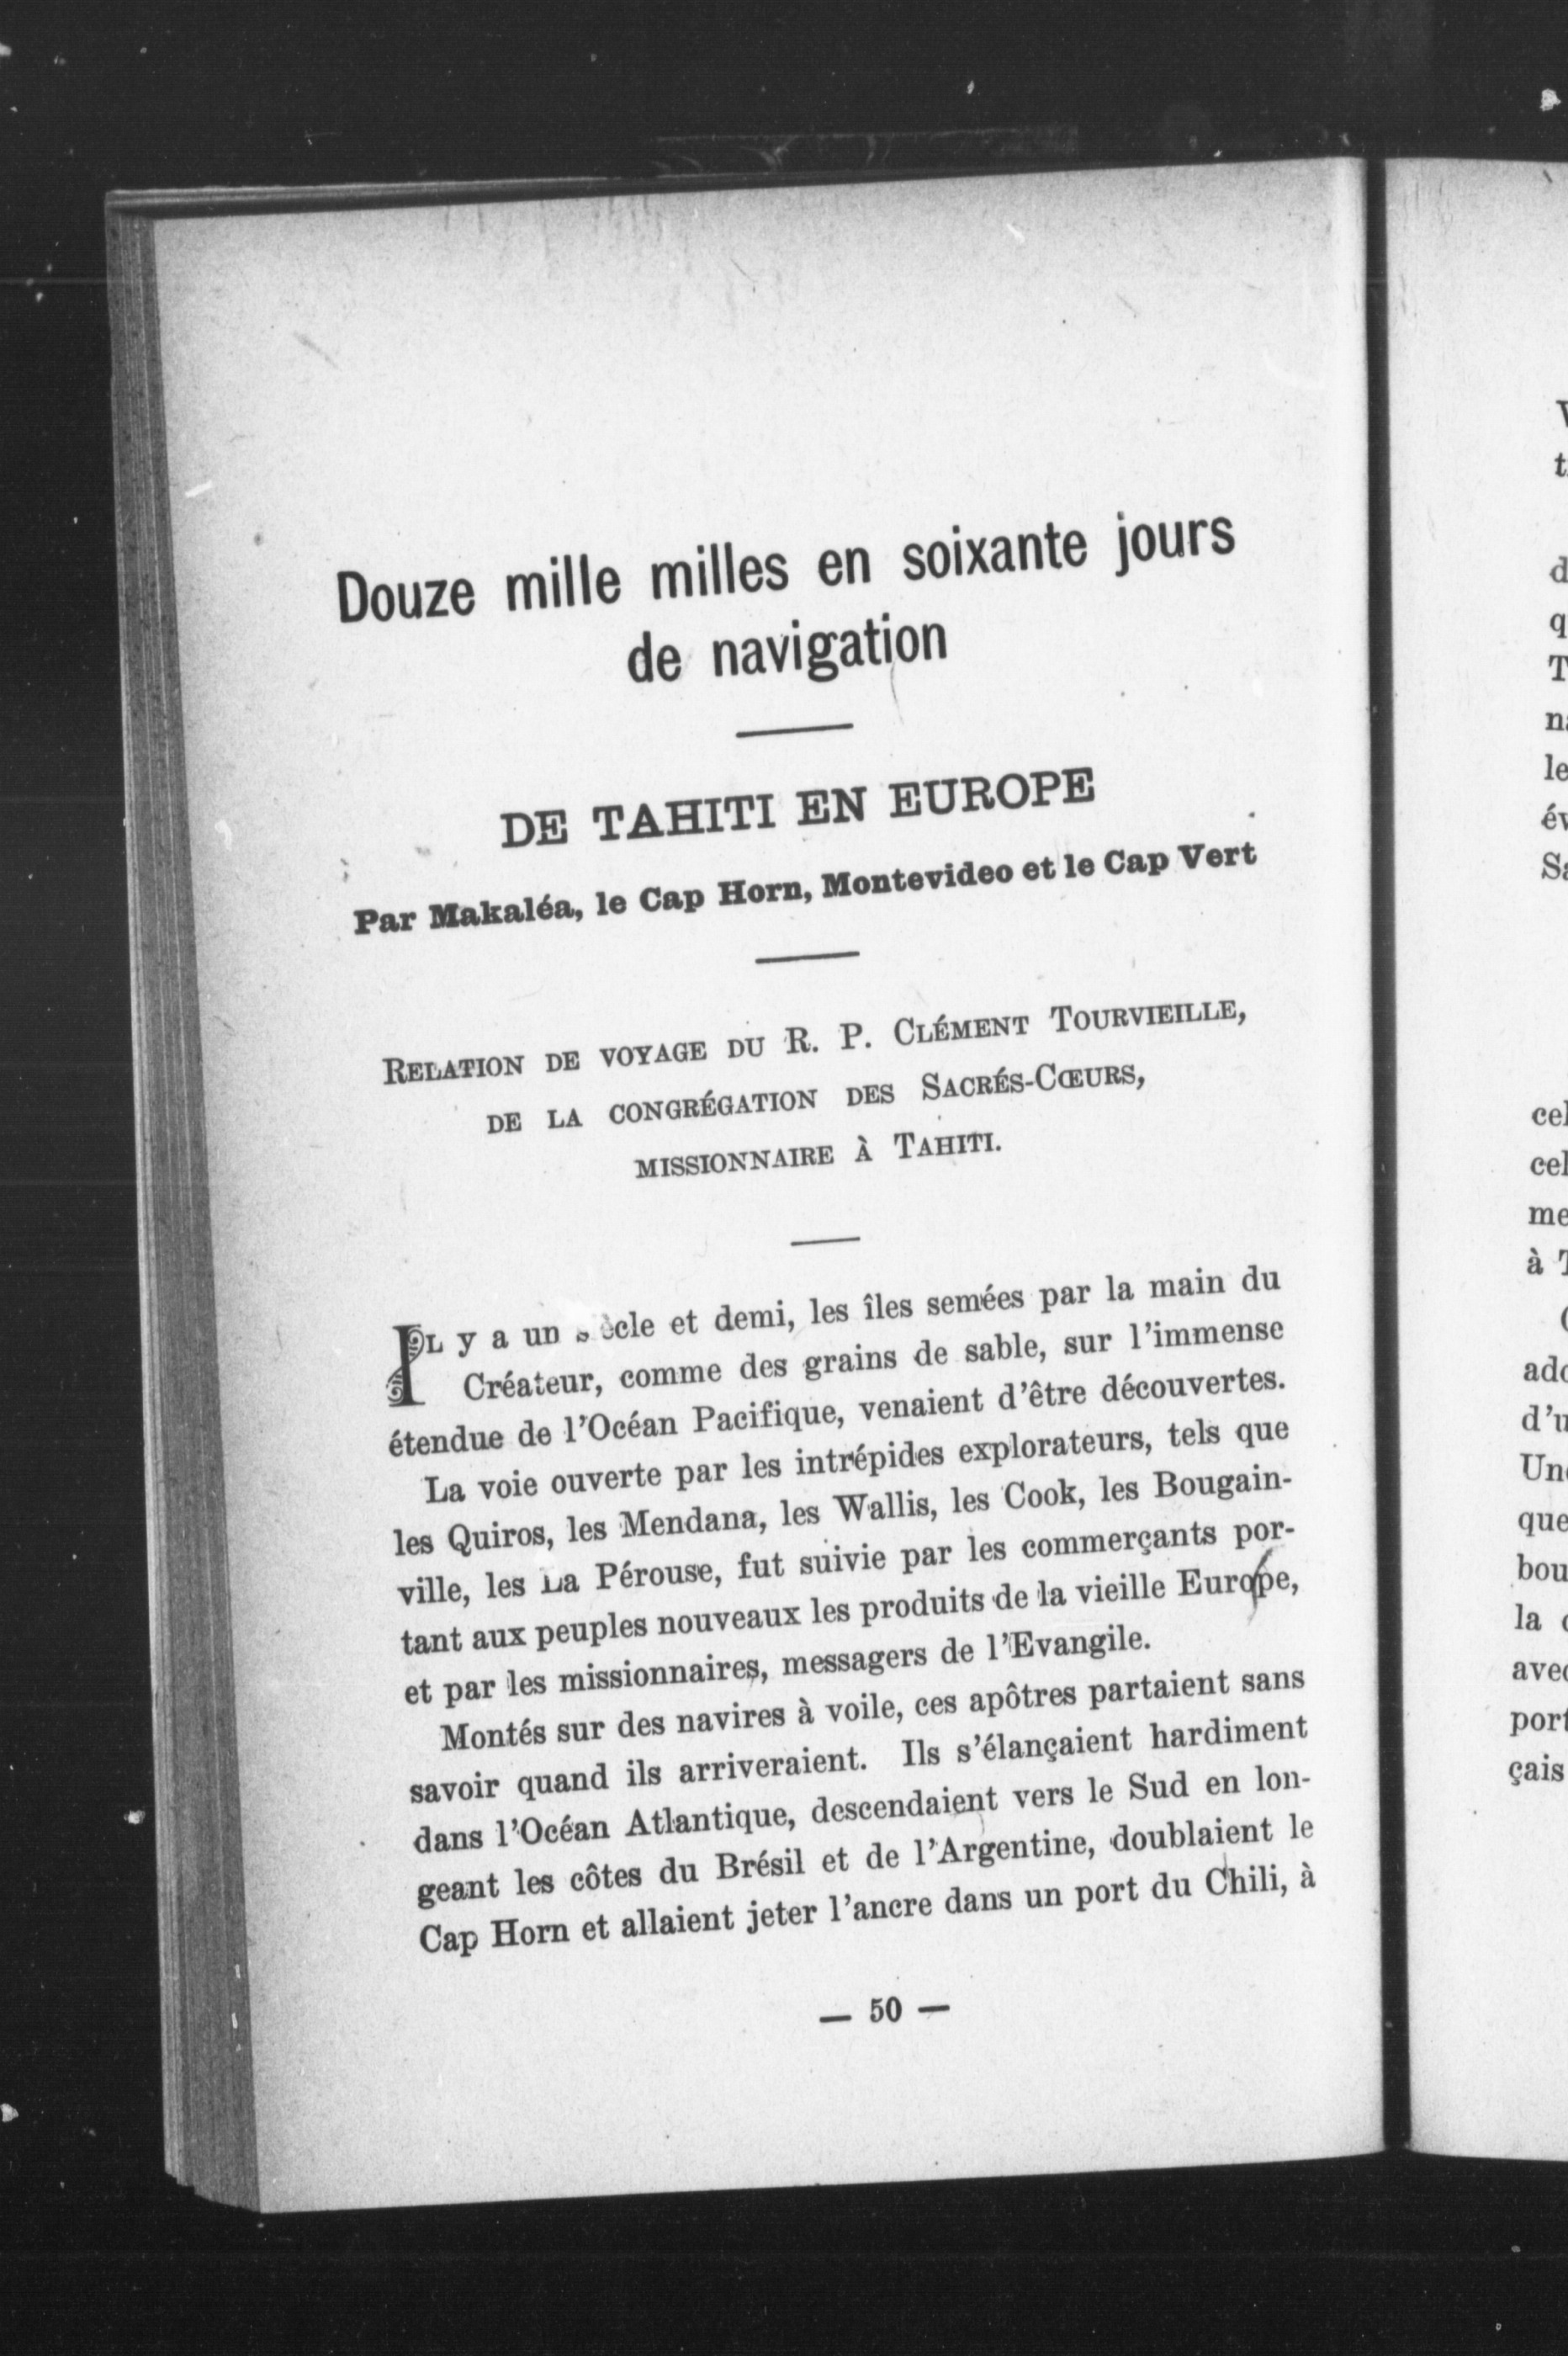 Douze mille milles en soixante jours
de navigation
DE TAHITI EN EUROPE
Par Makaléa, le Cap Horn, Montevideo et le Cap Vert
RELATION DE VOYAGE DU R. P. CLÉMENT TOURVIEILLE,
DE LA CONGRÉGATION DES SACRÉS-CŒURS,
MISSIONNAIRE À TAHITI.
IL y a un siècle et demi, les îles semées par la main du
Créateur, comme des grains de sable, sur l'immense
étendue de l'Océan Pacifique, venaient d'être découvertes.
La voie ouverte par les intrépides explorateurs, tels que
les Quiros, les Mendana, les Wallis, les Cook, les Bougain-
ville, les La Pérouse, fut suivie par les commerçants por-
tant aux peuples nouveaux les produits de la vieille Europe,
et par les missionnaires, messagers de l'Evangile.
Montés sur des navires à voile, ces apôtres partaient sans
savoir quand ils arriveraient. Ils s'élançaient hardiment
dans l'Océan Atlantique, descendaient vers le Sud en lon-
geant les côtes du Brésil et de l'Argentine, doublaient le
Cap Horn et allaient jeter l'ancre dans un port du Chili, à
— 50 —